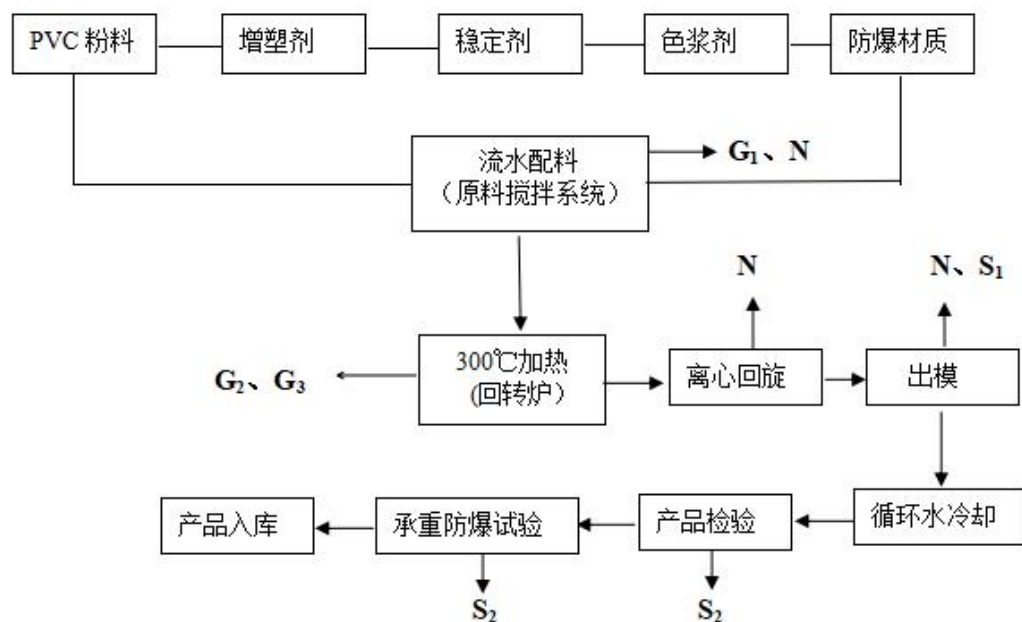 PVC 粉料
增塑剂
稳定剂
色浆剂
防爆材质
流水配料
（原料搅拌系统）
G₁、N
N
N、S₁
G₂、G₃
300℃加热
(回转炉）
离心回旋
出模
产品入库
承重防爆试验
产品检验
循环水冷却
S₂
S₂